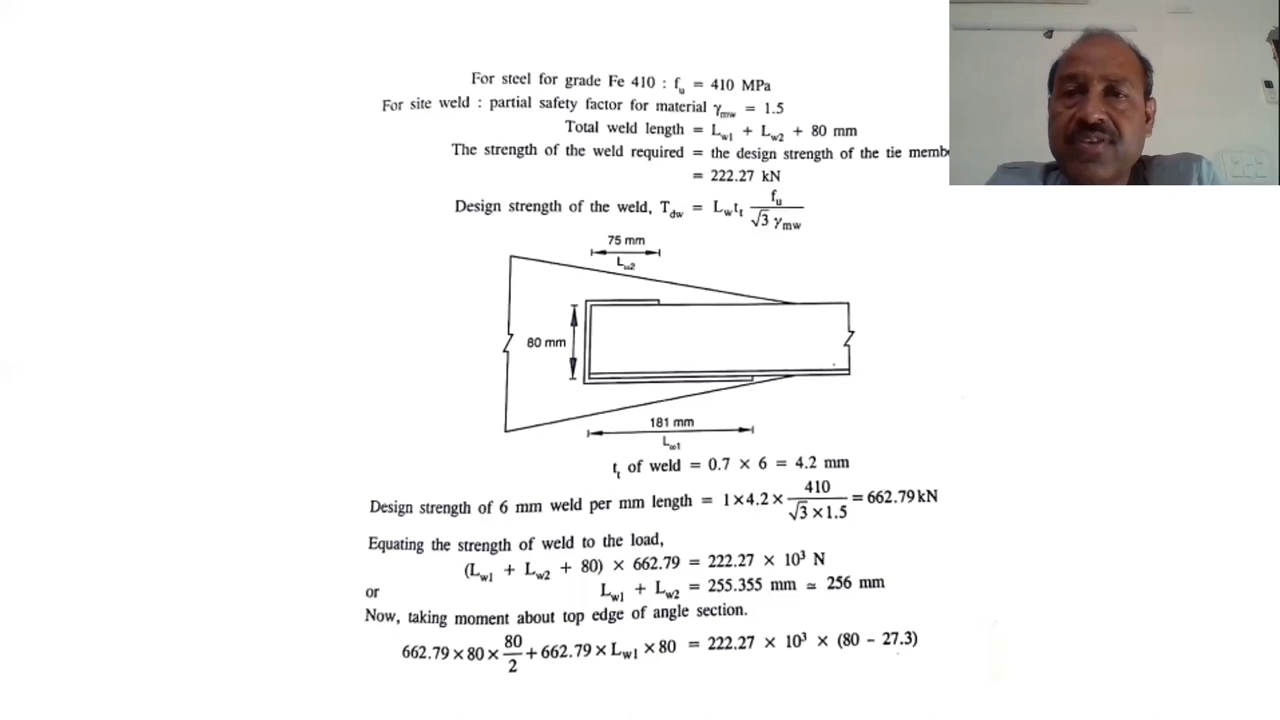 For steel for grade Fe 410 : fu = 410 MPa
For site weld : partial safety factor for material γmw = 1.5
Total weld length = Lw1 + Lw2 + 80 mm
The strength of the weld required = the design strength of the tie memb
= 222.27 kN
Design strength of the weld, Tdw = Lwtt fu / √3 γmw
75 mm
Lw2
80 mm
181 mm
Lw1
tt of weld = 0.7 × 6 = 4.2 mm
Design strength of 6 mm weld per mm length = 1×4.2× 410 / √3×1.5 = 662.79 kN
Equating the strength of weld to the load,
(Lw1 + Lw2 + 80) × 662.79 = 222.27 × 10³ N
or Lw1 + Lw2 = 255.355 mm ≃ 256 mm
Now, taking moment about top edge of angle section.
662.79 × 80 × 80/2 + 662.79 × Lw1 × 80 = 222.27 × 10³ × (80 − 27.3)